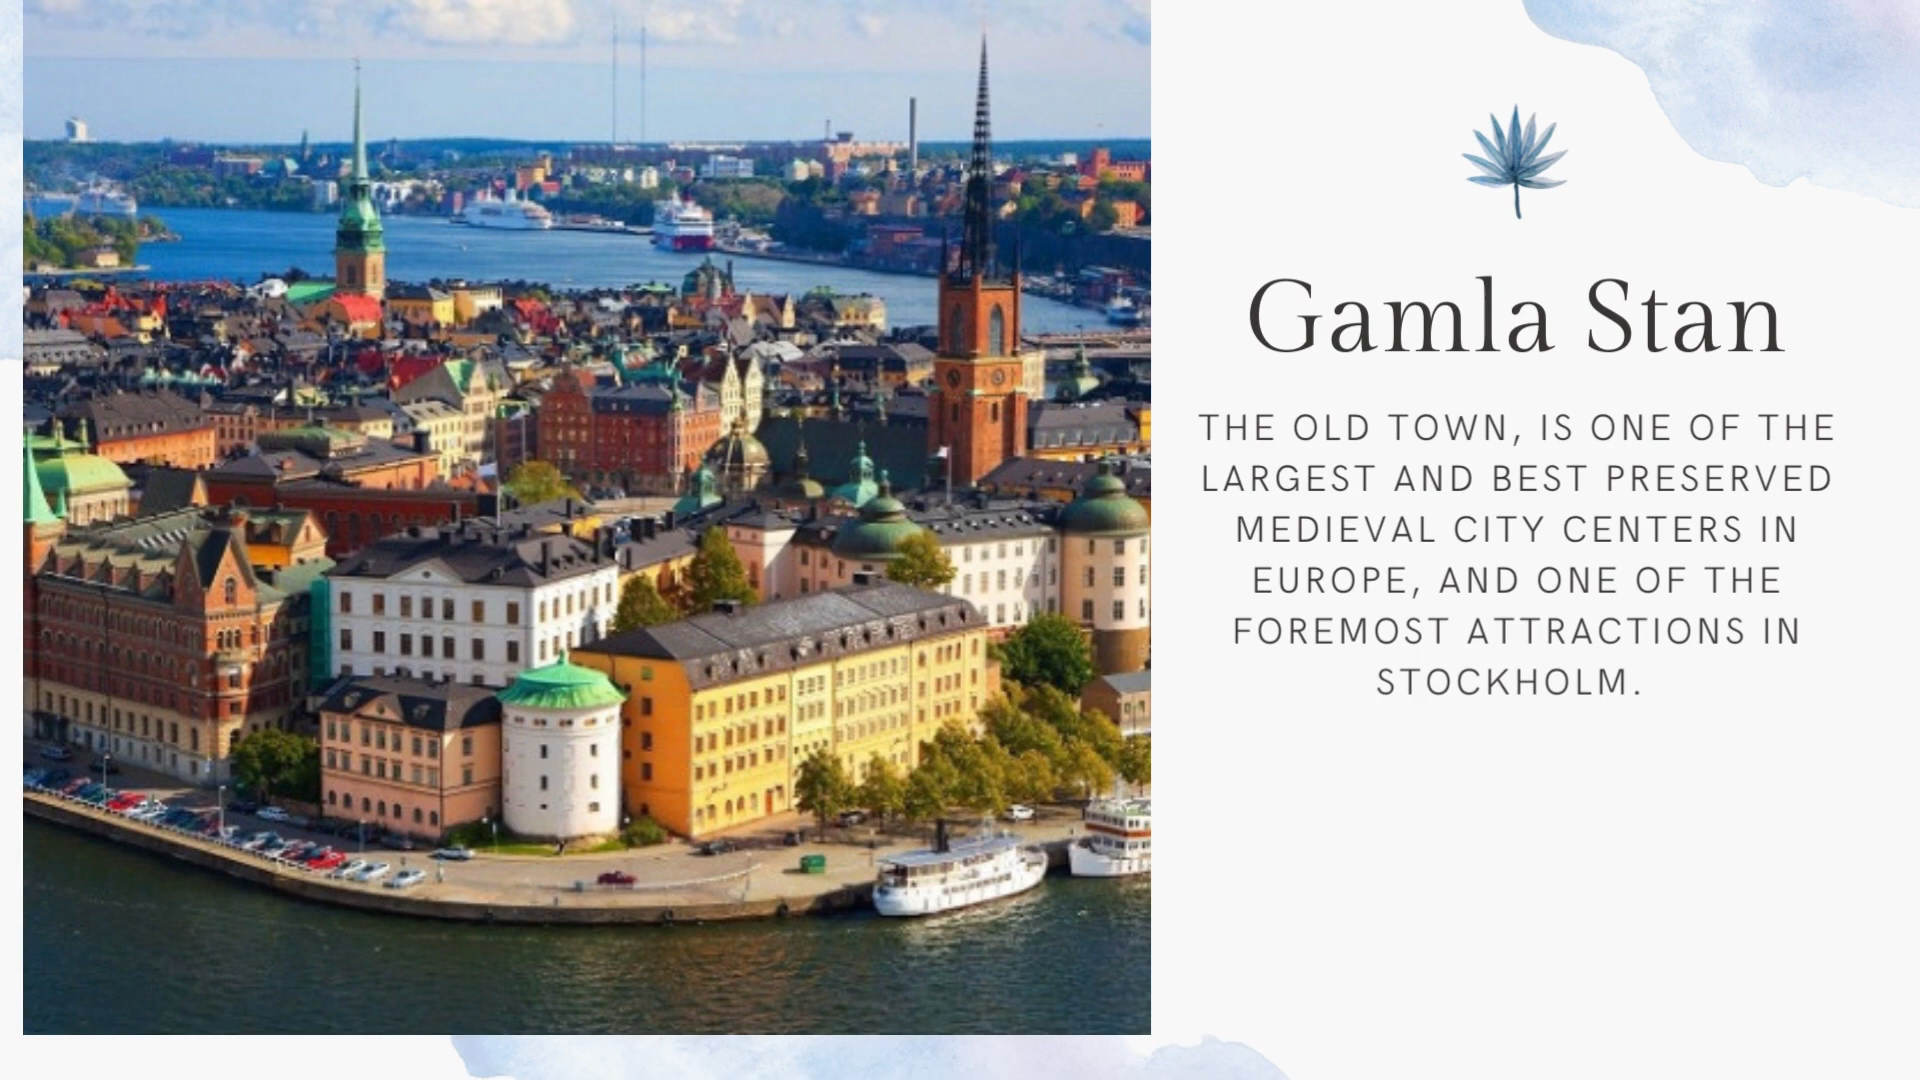 Gamla Stan
THE OLD TOWN, IS ONE OF THE
LARGEST AND BEST PRESERVED
MEDIEVAL CITY CENTERS IN
EUROPE, AND ONE OF THE
FOREMOST ATTRACTIONS IN
STOCKHOLM.